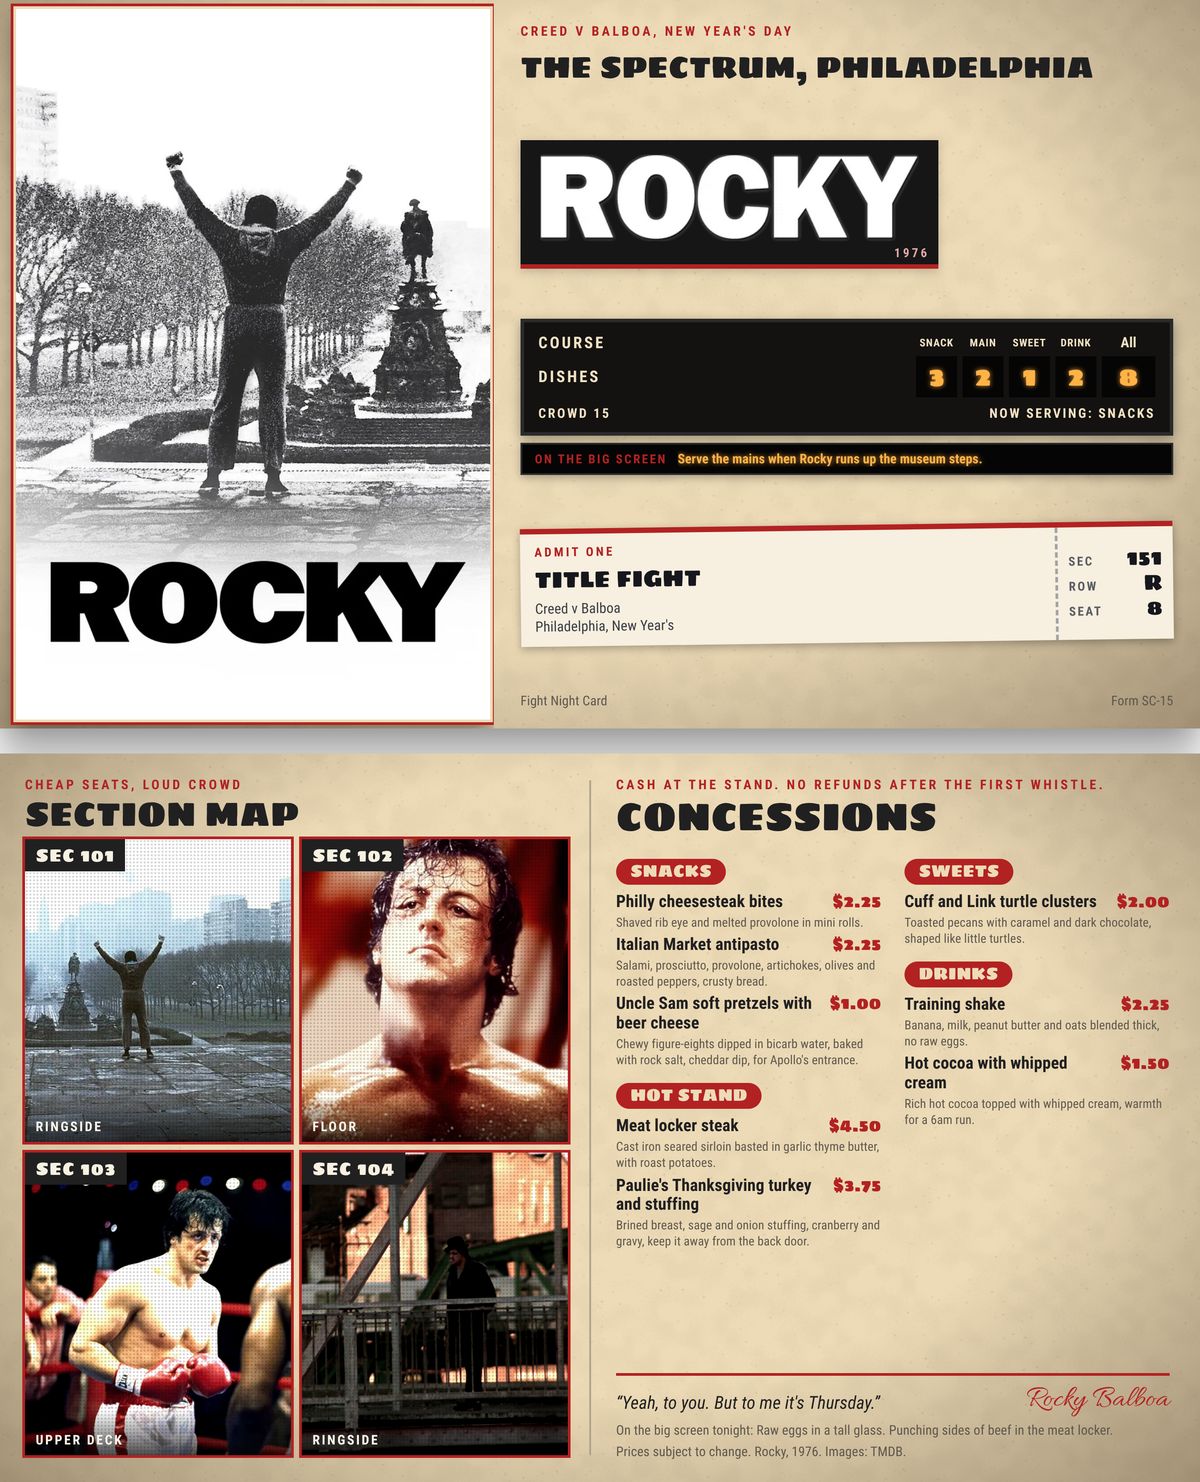 CREED V BALBOA, NEW YEAR'S DAY
THE SPECTRUM, PHILADELPHIA
ROCKY
1976
COURSE
SNACK MAIN SWEET DRINK All
DISHES
3 2 1 2 8
CROWD 15
NOW SERVING: SNACKS
ON THE BIG SCREEN Serve the mains when Rocky runs up the museum steps.
ADMIT ONE
TITLE FIGHT
Creed v Balboa
Philadelphia, New Year's
SEC 151
ROW R
SEAT 8
ROCKY
Fight Night Card
Form SC-15
CHEAP SEATS, LOUD CROWD
SECTION MAP
SEC 101
RINGSIDE
SEC 102
FLOOR
SEC 103
UPPER DECK
SEC 104
RINGSIDE
CASH AT THE STAND. NO REFUNDS AFTER THE FIRST WHISTLE.
CONCESSIONS
SNACKS
Philly cheesesteak bites $2.25
Shaved rib eye and melted provolone in mini rolls.
Italian Market antipasto $2.25
Salami, prosciutto, provolone, artichokes, olives and
roasted peppers, crusty bread.
Uncle Sam soft pretzels with $1.00
beer cheese
Chewy figure-eights dipped in bicarb water, baked
with rock salt, cheddar dip, for Apollo's entrance.
HOT STAND
Meat locker steak $4.50
Cast iron seared sirloin basted in garlic thyme butter,
with roast potatoes.
Paulie's Thanksgiving turkey $3.75
and stuffing
Brined breast, sage and onion stuffing, cranberry and
gravy, keep it away from the back door.
SWEETS
Cuff and Link turtle clusters $2.00
Toasted pecans with caramel and dark chocolate,
shaped like little turtles.
DRINKS
Training shake $2.25
Banana, milk, peanut butter and oats blended thick,
no raw eggs.
Hot cocoa with whipped $1.50
cream
Rich hot cocoa topped with whipped cream, warmth
for a 6am run.
“Yeah, to you. But to me it's Thursday.”
Rocky Balboa
On the big screen tonight: Raw eggs in a tall glass. Punching sides of beef in the meat locker.
Prices subject to change. Rocky, 1976. Images: TMDB.